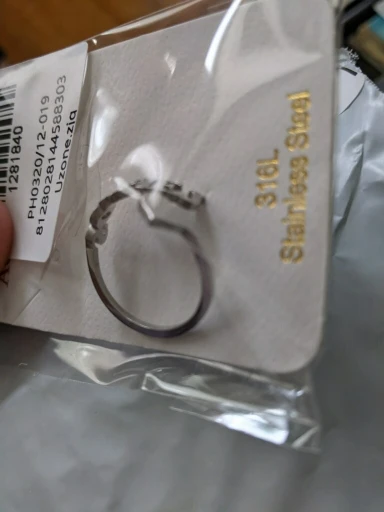 1281840
PH0320/12-019
8128028144588303
Uzone.ziq
316L
Stainless Steel